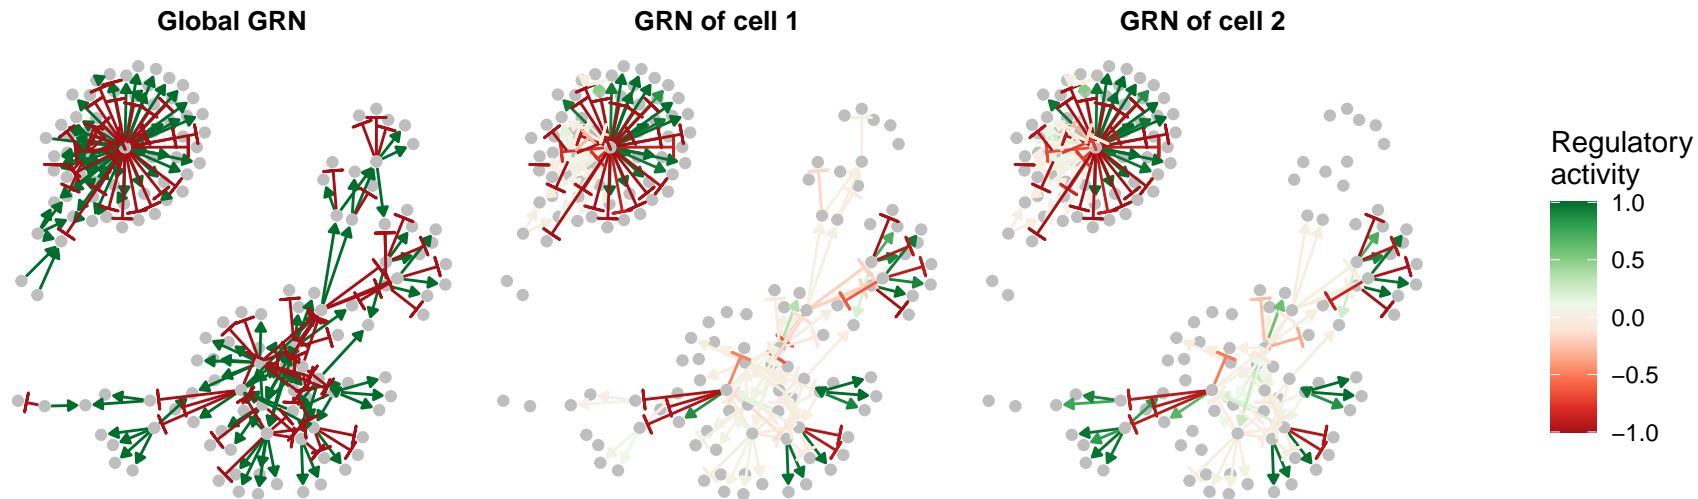 Global GRN
GRN of cell 1
GRN of cell 2
Regulatory
activity
1.0
0.5
0.0
−0.5
−1.0